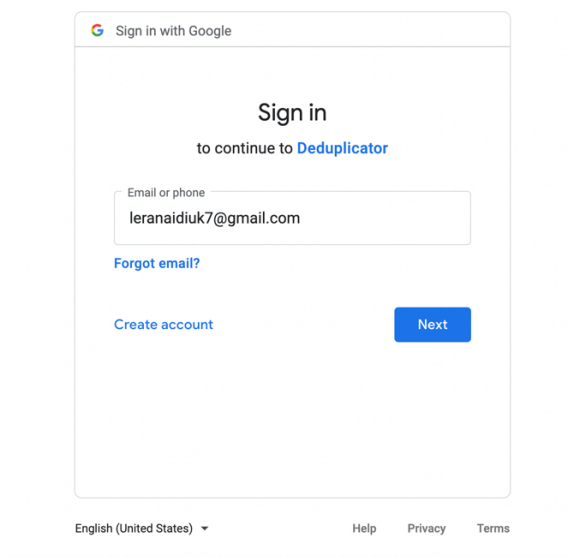 Sign in with Google
Sign in
to continue to Deduplicator
Email or phone
leranaidiuk7@gmail.com
Forgot email?
Create account
Next
English (United States)
Help
Privacy
Terms